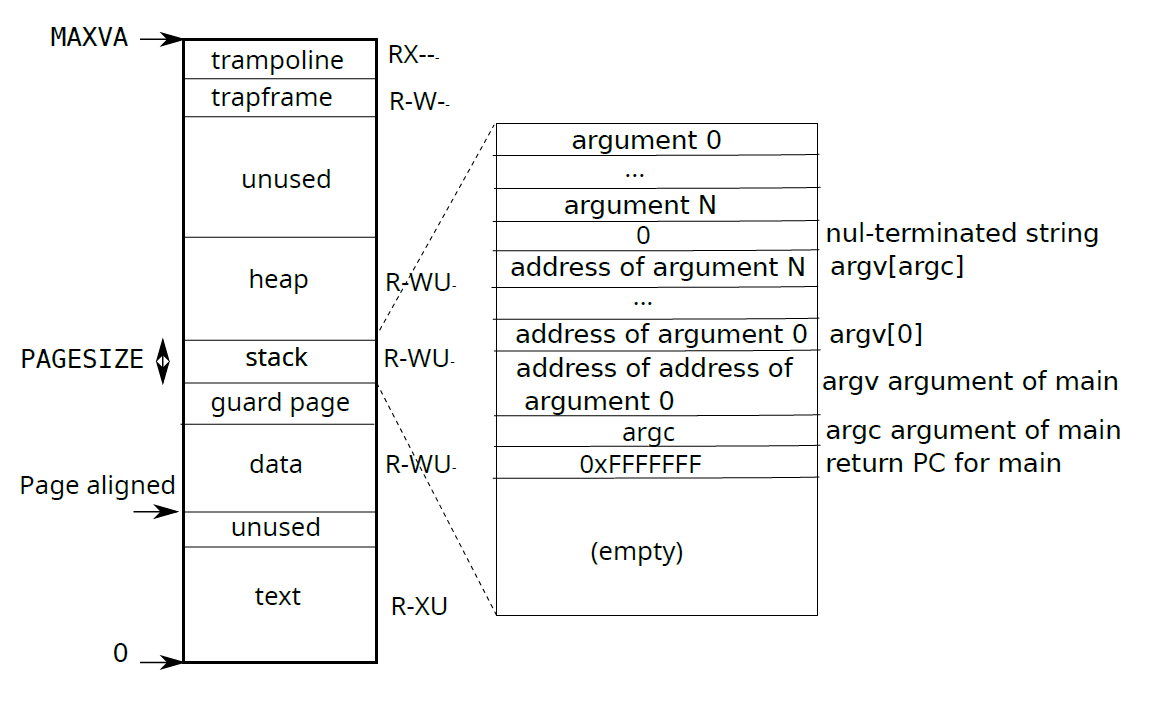 MAXVA
trampoline
RX---
trapframe
R-W--
unused
heap
R-WU-
PAGESIZE
stack
R-WU-
guard page
data
R-WU-
Page aligned
unused
text
R-XU
0
argument 0
...
argument N
0
nul-terminated string
address of argument N
argv[argc]
...
address of argument 0
argv[0]
address of address of
argument 0
argv argument of main
argc
argc argument of main
0xFFFFFFF
return PC for main
(empty)